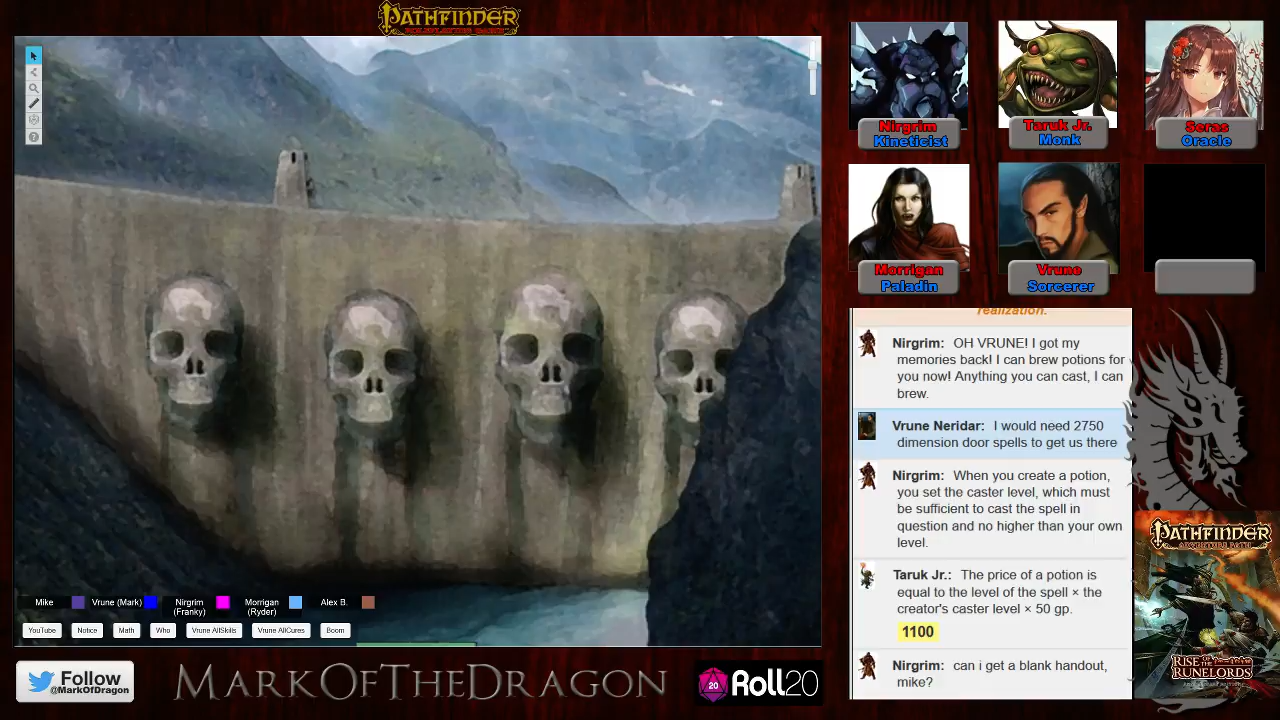 PATHFINDER
ROLEPLAYING GAME
Nirgrim
Kineticist
Taruk Jr.
Monk
Seras
Oracle
Morrigan
Paladin
Vrune
Sorcerer
realization.
Nirgrim: OH VRUNE! I got my
memories back! I can brew potions for
you now! Anything you can cast, I can
brew.
Vrune Neridar: I would need 2750
dimension door spells to get us there
Nirgrim: When you create a potion,
you set the caster level, which must
be sufficient to cast the spell in
question and no higher than your own
level.
Taruk Jr.: The price of a potion is
equal to the level of the spell × the
creator's caster level × 50 gp.
1100
Nirgrim: can i get a blank handout,
mike?
Mike
Vrune (Mark)
Nirgrim
(Franky)
Morrigan
(Ryder)
Alex B.
YouTube
Notice
Math
Who
Vrune AllSkills
Vrune AllCures
Boom
Follow
@MarkOfDragon
MARKOFTHEDRAGON
20
Roll20
PATHFINDER
ADVENTURE PATH
RISE OF THE
RUNELORDS